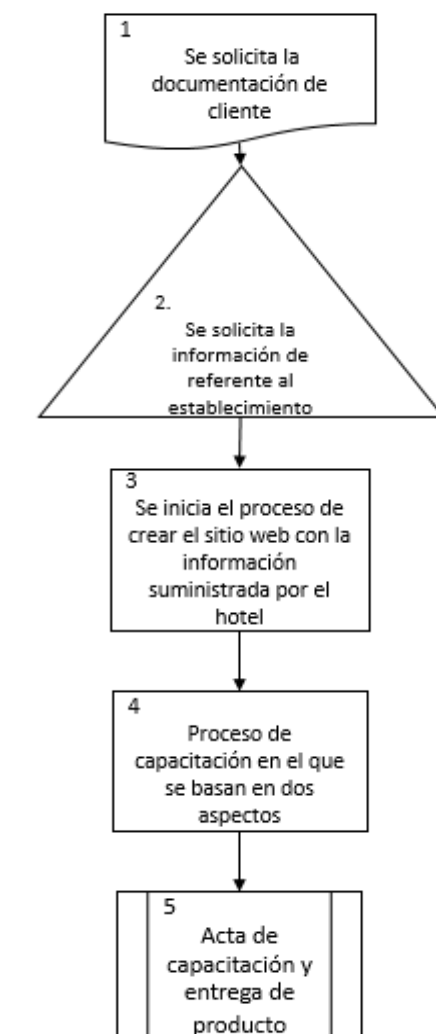 1
Se solicita la
documentación de
cliente
2.
Se solicita la
información de
referente al
establecimiento
3
Se inicia el proceso de
crear el sitio web con la
información
suministrada por el
hotel
4
Proceso de
capacitación en el que
se basan en dos
aspectos
5
Acta de
capacitación y
entrega de
producto